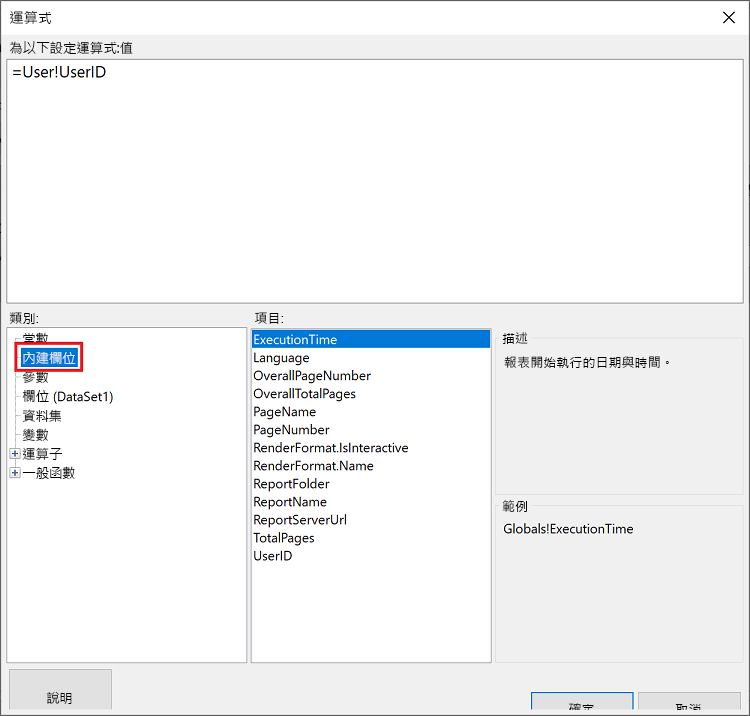 運算式
為以下設定運算式:值
=User!UserID
類別:
常數
內建欄位
參數
欄位 (DataSet1)
資料集
變數
運算子
一般函數
項目:
ExecutionTime
Language
OverallPageNumber
OverallTotalPages
PageName
PageNumber
RenderFormat.IsInteractive
RenderFormat.Name
ReportFolder
ReportName
ReportServerUrl
TotalPages
UserID
描述
報表開始執行的日期與時間。
範例
Globals!ExecutionTime
說明
確定
取消